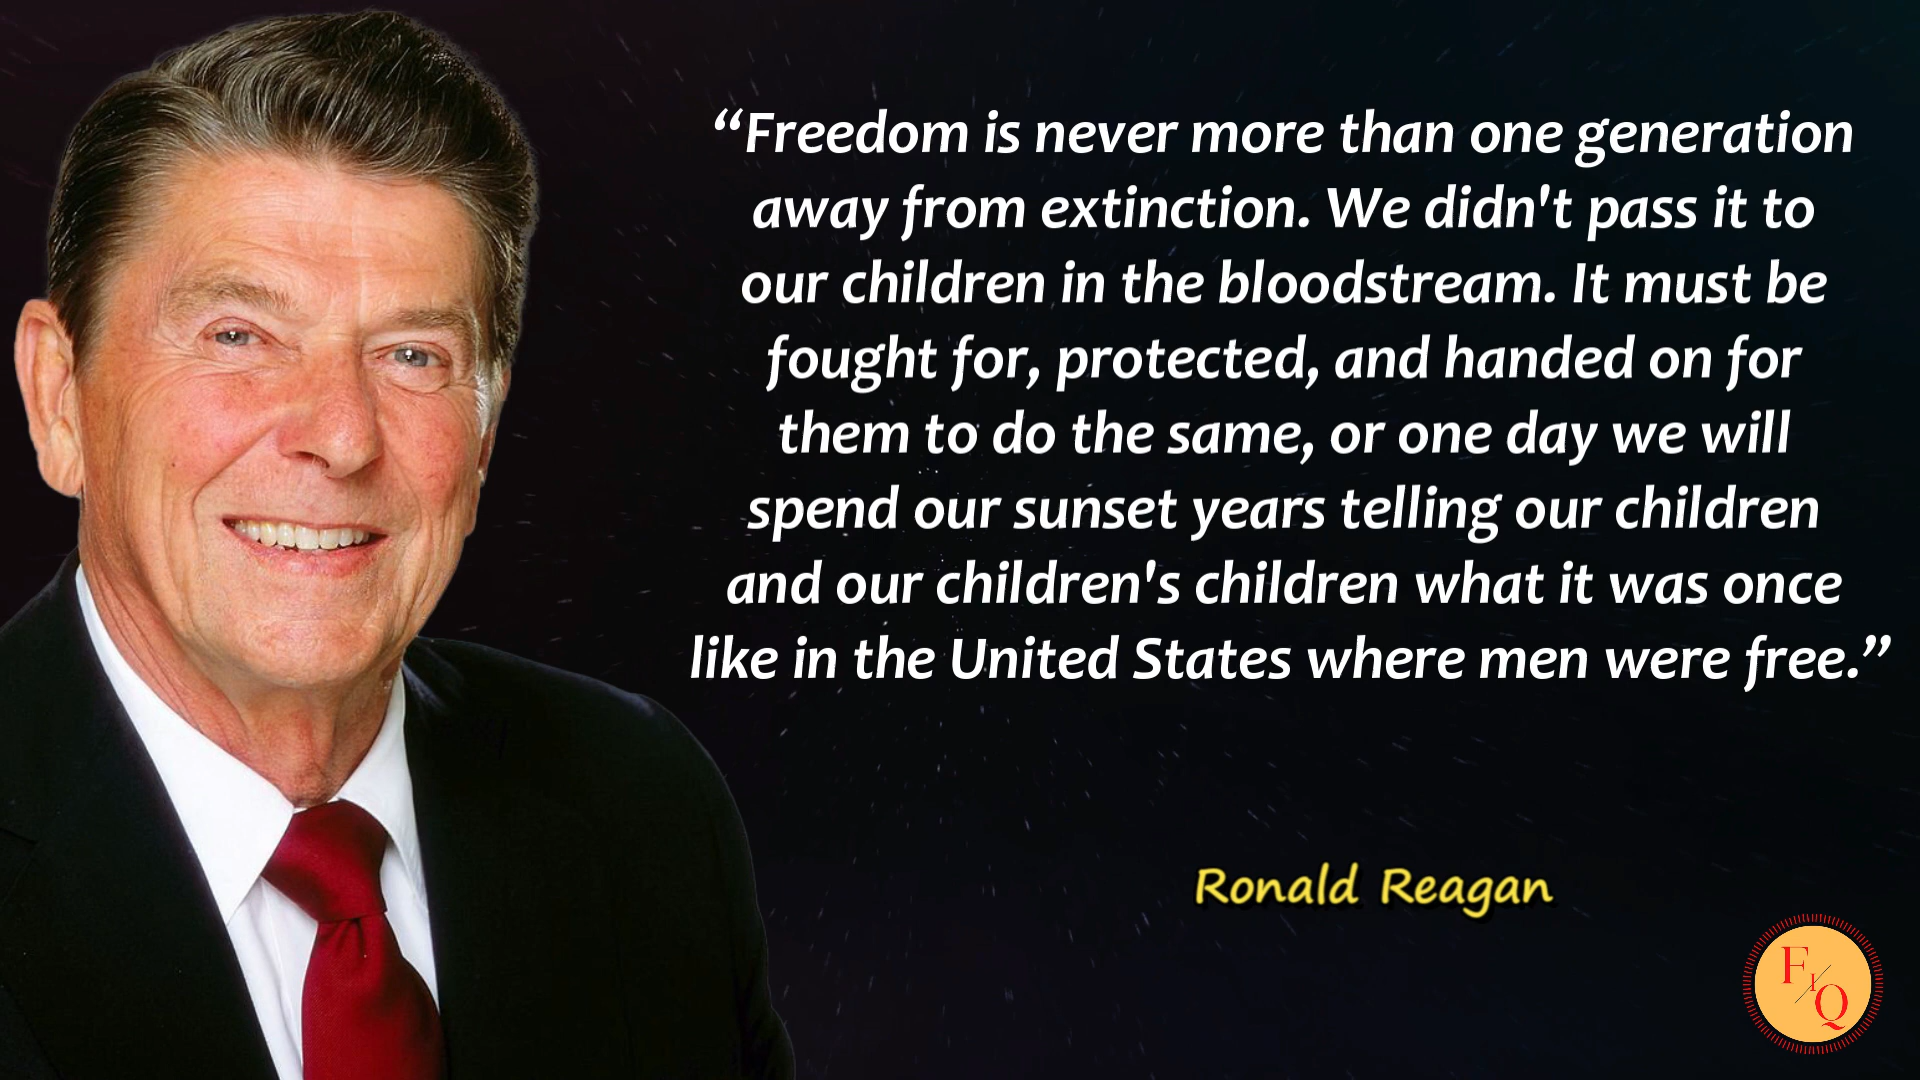 “Freedom is never more than one generation
away from extinction. We didn't pass it to
our children in the bloodstream. It must be
fought for, protected, and handed on for
them to do the same, or one day we will
spend our sunset years telling our children
and our children's children what it was once
like in the United States where men were free.”
Ronald Reagan
F
I
Q